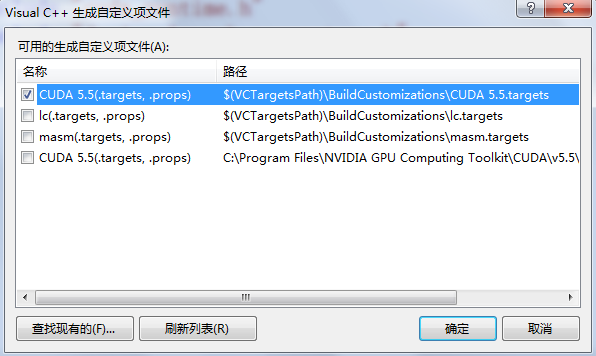 Visual C++ 生成自定义项文件
可用的生成自定义项文件(A):
名称 路径
CUDA 5.5(.targets, .props) $(VCTargetsPath)\BuildCustomizations\CUDA 5.5.targets
lc(.targets, .props) $(VCTargetsPath)\BuildCustomizations\lc.targets
masm(.targets, .props) $(VCTargetsPath)\BuildCustomizations\masm.targets
CUDA 5.5(.targets, .props) C:\Program Files\NVIDIA GPU Computing Toolkit\CUDA\v5.5\
查找现有的(F)... 刷新列表(R) 确定 取消